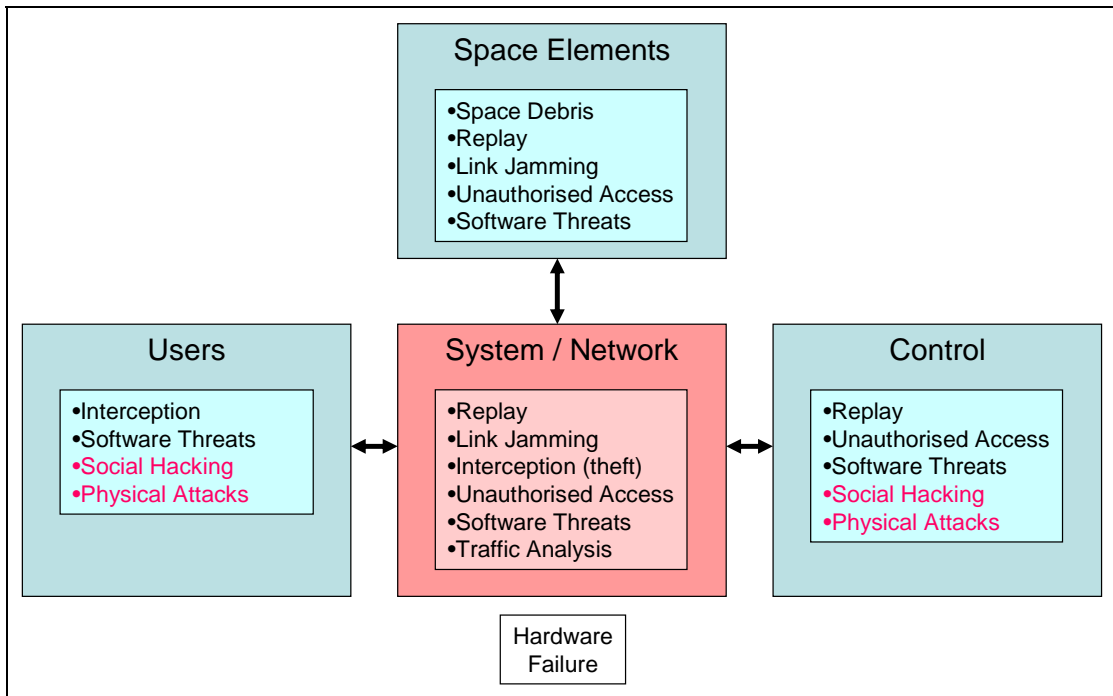 Space Elements
•Space Debris
•Replay
•Link Jamming
•Unauthorised Access
•Software Threats
Users
•Interception
•Software Threats
•Social Hacking
•Physical Attacks
System / Network
•Replay
•Link Jamming
•Interception (theft)
•Unauthorised Access
•Software Threats
•Traffic Analysis
Control
•Replay
•Unauthorised Access
•Software Threats
•Social Hacking
•Physical Attacks
Hardware
Failure